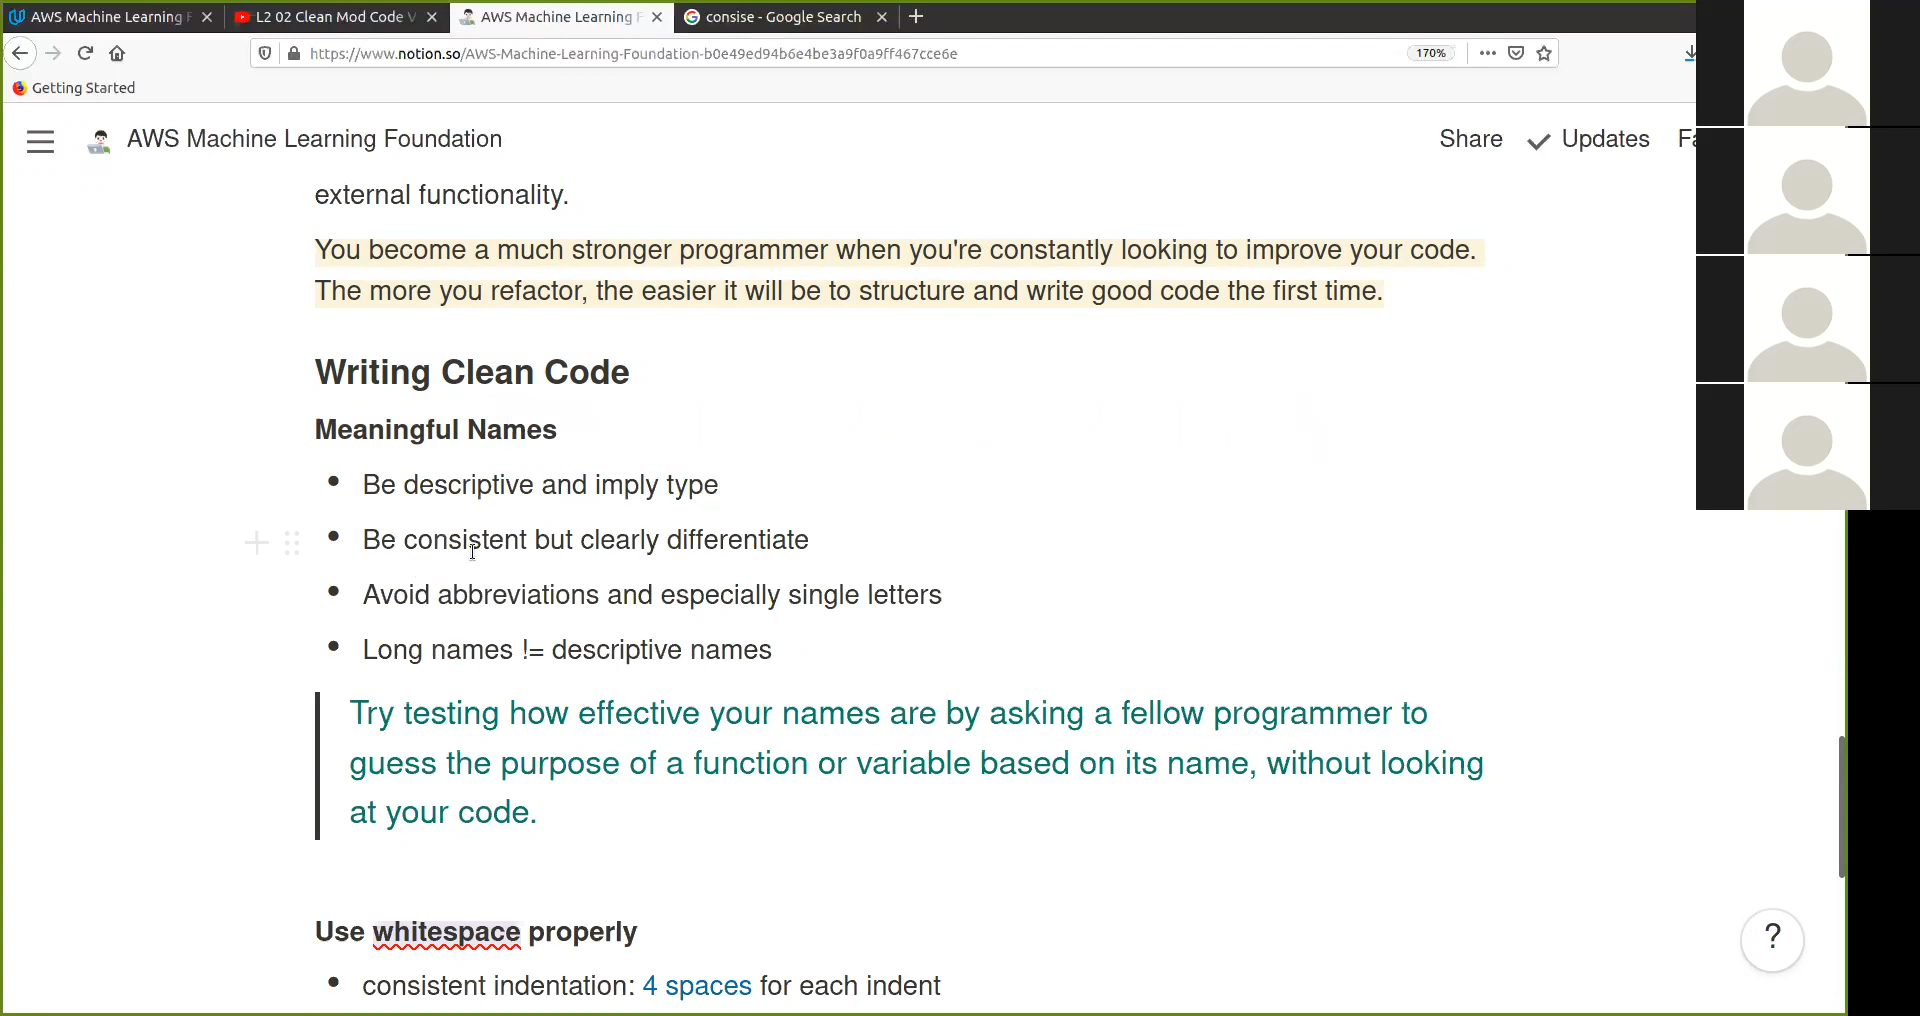 AWS Machine Learning F
L2 02 Clean Mod Code V
AWS Machine Learning F
consise - Google Search
https://www.notion.so/AWS-Machine-Learning-Foundation-b0e49ed94b6e4be3a9f0a9ff467cce6e
170%
Getting Started
AWS Machine Learning Foundation
Share
Updates
Fa
external functionality.
You become a much stronger programmer when you're constantly looking to improve your code.
The more you refactor, the easier it will be to structure and write good code the first time.
Writing Clean Code
Meaningful Names
• Be descriptive and imply type
• Be consistent but clearly differentiate
• Avoid abbreviations and especially single letters
• Long names != descriptive names
Try testing how effective your names are by asking a fellow programmer to
guess the purpose of a function or variable based on its name, without looking
at your code.
Use whitespace properly
• consistent indentation: 4 spaces for each indent
?